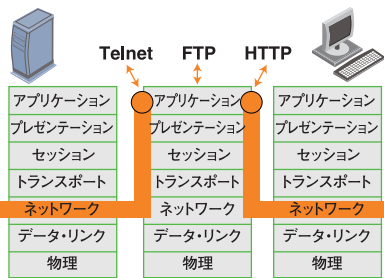 Telnet FTP HTTP
アプリケーション アプリケーション アプリケーション
プレゼンテーション プレゼンテーション プレゼンテーション
セッション セッション セッション
トランスポート トランスポート トランスポート
ネットワーク ネットワーク ネットワーク
データ・リンク データ・リンク データ・リンク
物理 物理 物理